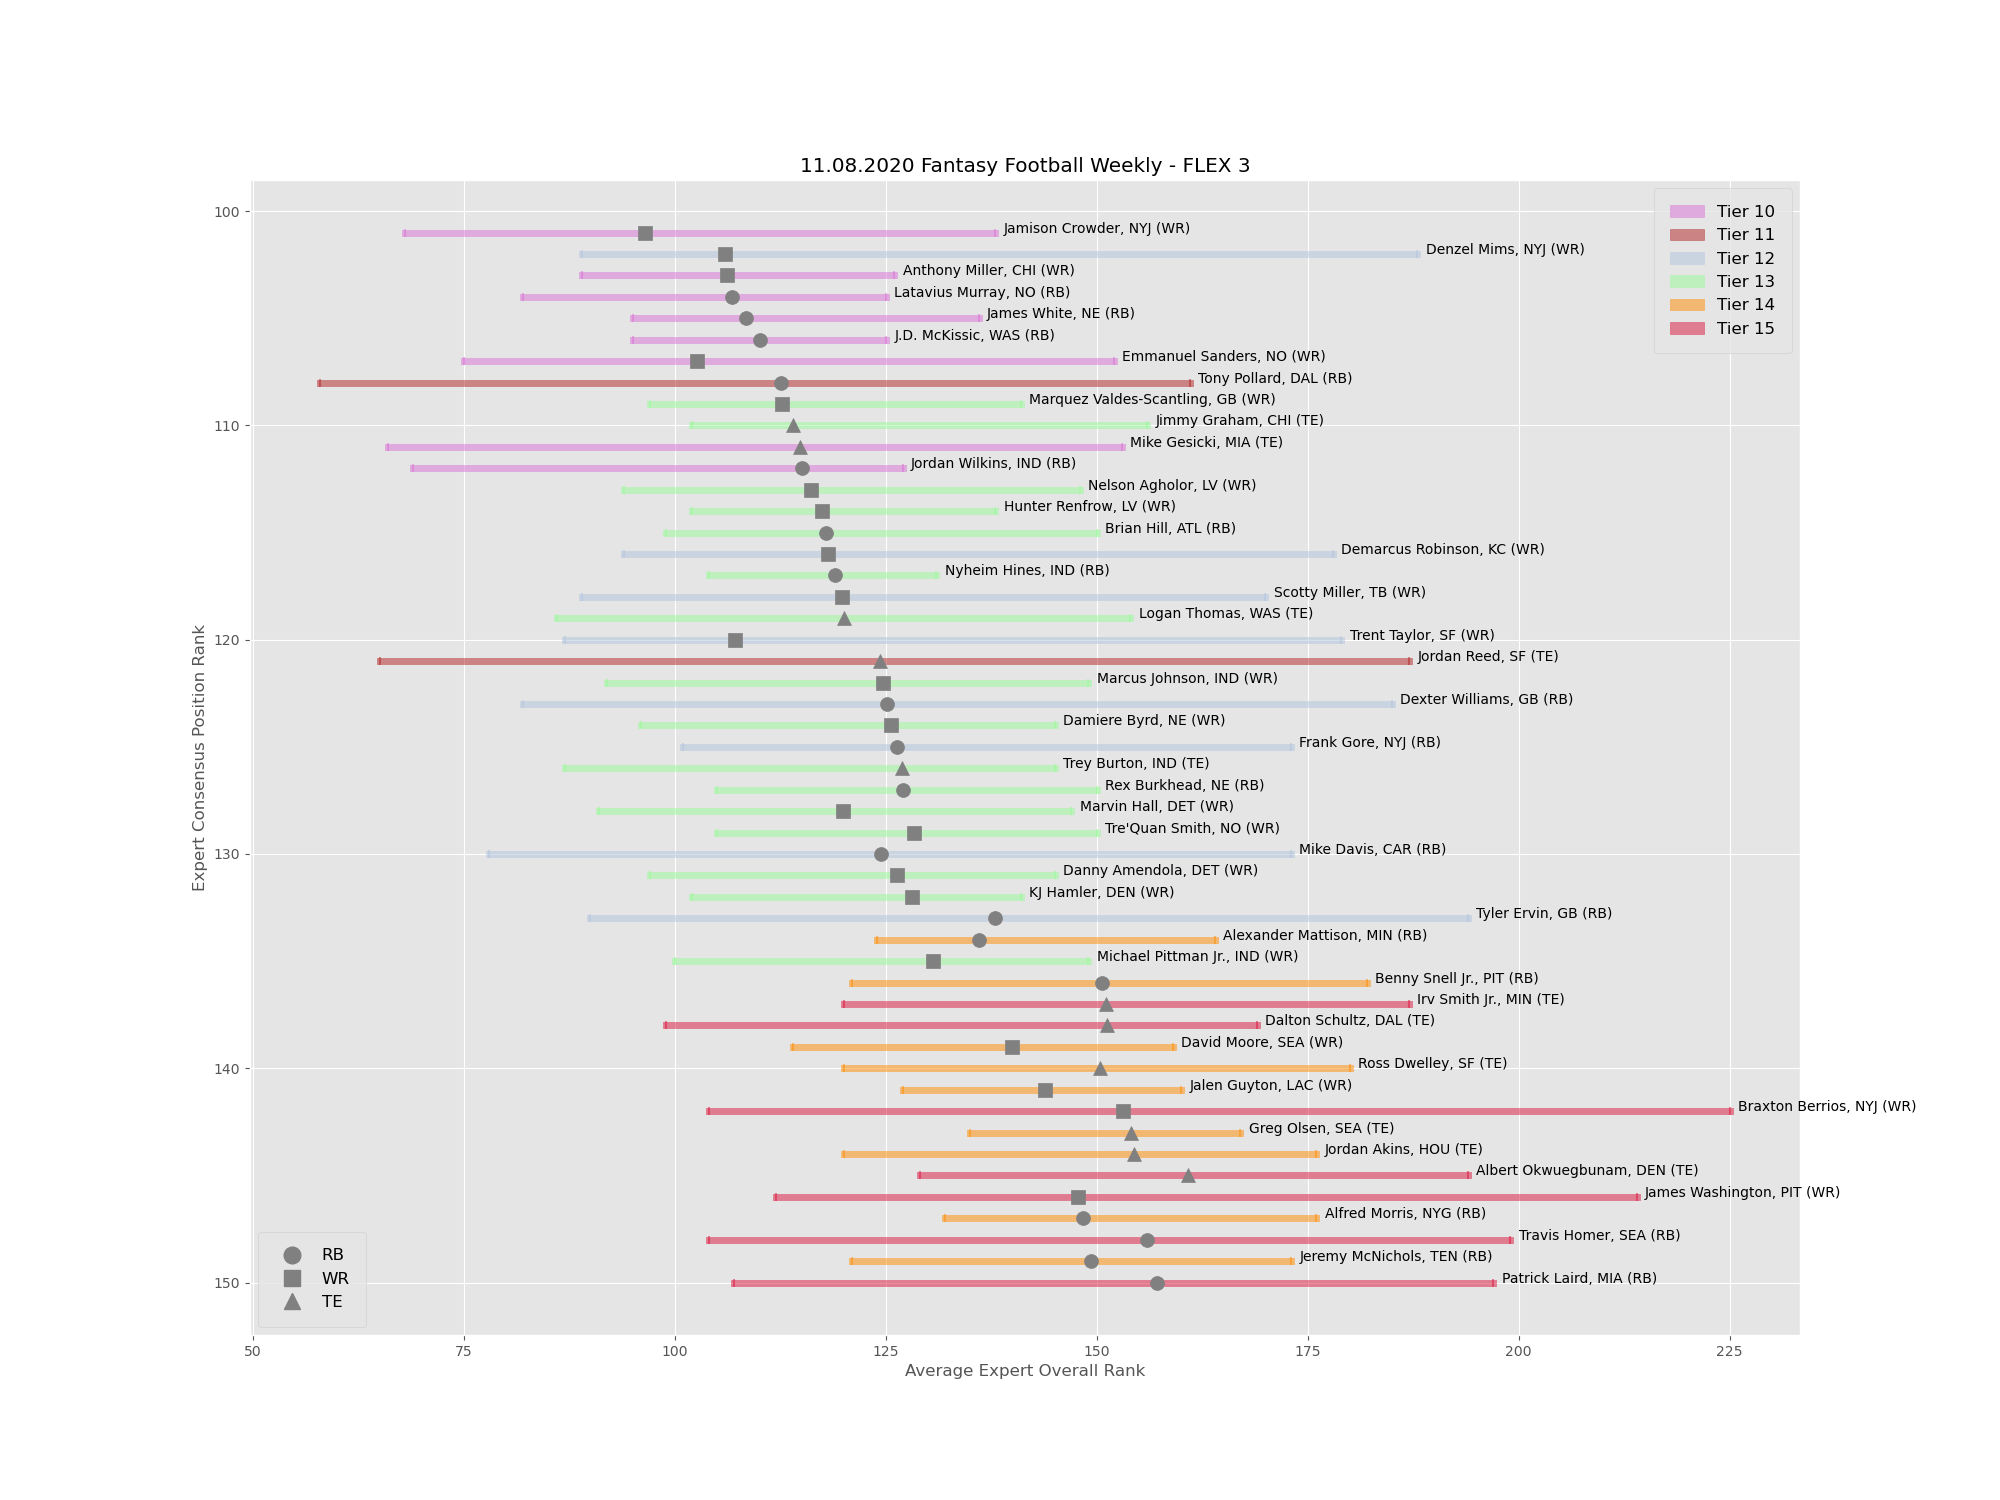 11.08.2020 Fantasy Football Weekly - FLEX 3
100
110
120
130
140
150
Expert Consensus Position Rank
Jamison Crowder, NYJ (WR)
Denzel Mims, NYJ (WR)
Anthony Miller, CHI (WR)
Latavius Murray, NO (RB)
James White, NE (RB)
J.D. McKissic, WAS (RB)
Emmanuel Sanders, NO (WR)
Tony Pollard, DAL (RB)
Marquez Valdes-Scantling, GB (WR)
Jimmy Graham, CHI (TE)
Mike Gesicki, MIA (TE)
Jordan Wilkins, IND (RB)
Nelson Agholor, LV (WR)
Hunter Renfrow, LV (WR)
Brian Hill, ATL (RB)
Demarcus Robinson, KC (WR)
Nyheim Hines, IND (RB)
Scotty Miller, TB (WR)
Logan Thomas, WAS (TE)
Trent Taylor, SF (WR)
Jordan Reed, SF (TE)
Marcus Johnson, IND (WR)
Dexter Williams, GB (RB)
Damiere Byrd, NE (WR)
Frank Gore, NYJ (RB)
Trey Burton, IND (TE)
Rex Burkhead, NE (RB)
Marvin Hall, DET (WR)
Tre'Quan Smith, NO (WR)
Mike Davis, CAR (RB)
Danny Amendola, DET (WR)
KJ Hamler, DEN (WR)
Tyler Ervin, GB (RB)
Alexander Mattison, MIN (RB)
Michael Pittman Jr., IND (WR)
Benny Snell Jr., PIT (RB)
Irv Smith Jr., MIN (TE)
Dalton Schultz, DAL (TE)
David Moore, SEA (WR)
Ross Dwelley, SF (TE)
Jalen Guyton, LAC (WR)
Braxton Berrios, NYJ (WR)
Greg Olsen, SEA (TE)
Jordan Akins, HOU (TE)
Albert Okwuegbunam, DEN (TE)
James Washington, PIT (WR)
Alfred Morris, NYG (RB)
Travis Homer, SEA (RB)
Jeremy McNichols, TEN (RB)
Patrick Laird, MIA (RB)
Tier 10
Tier 11
Tier 12
Tier 13
Tier 14
Tier 15
RB
WR
TE
50 75 100 125 150 175 200 225
Average Expert Overall Rank